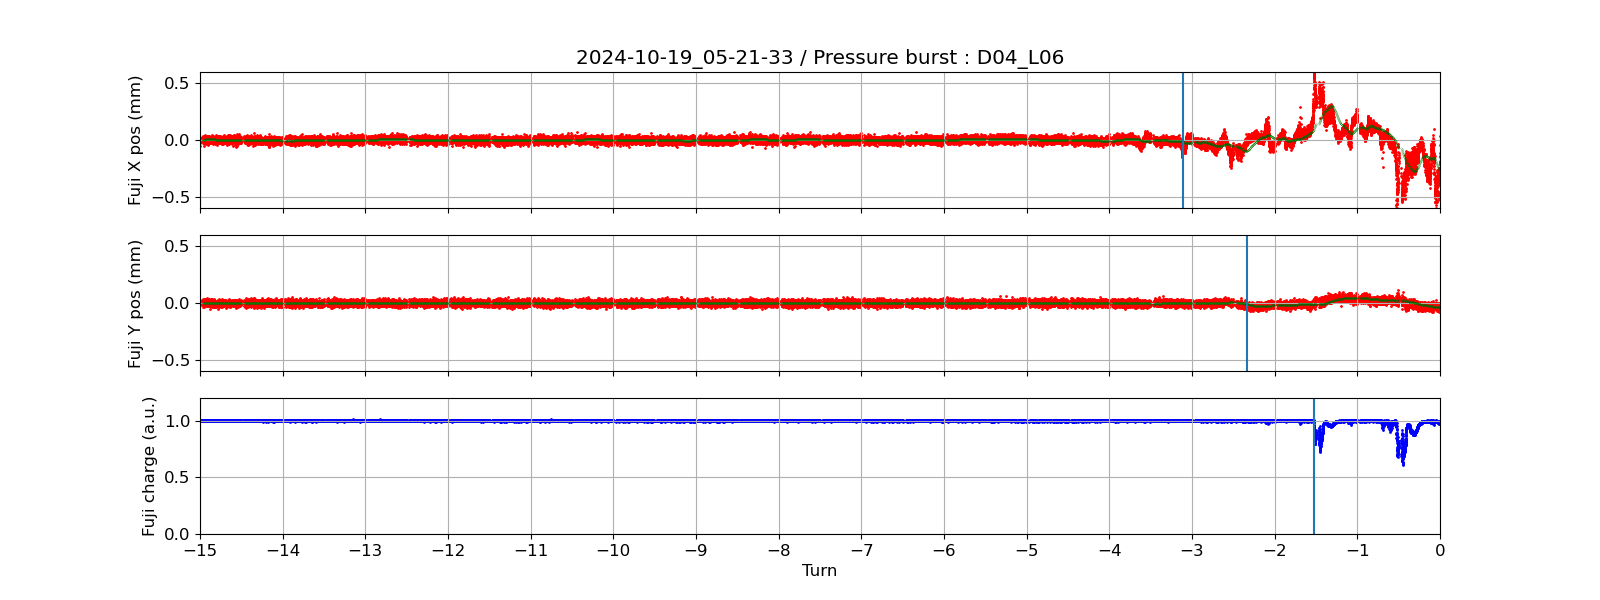 2024-10-19_05-21-33 / Pressure burst : D04_L06
Fuji X pos (mm)
0.5
0.0
−0.5
Fuji Y pos (mm)
0.5
0.0
−0.5
Fuji charge (a.u.)
1.0
0.5
0.0
−15 −14 −13 −12 −11 −10 −9 −8 −7 −6 −5 −4 −3 −2 −1 0
Turn